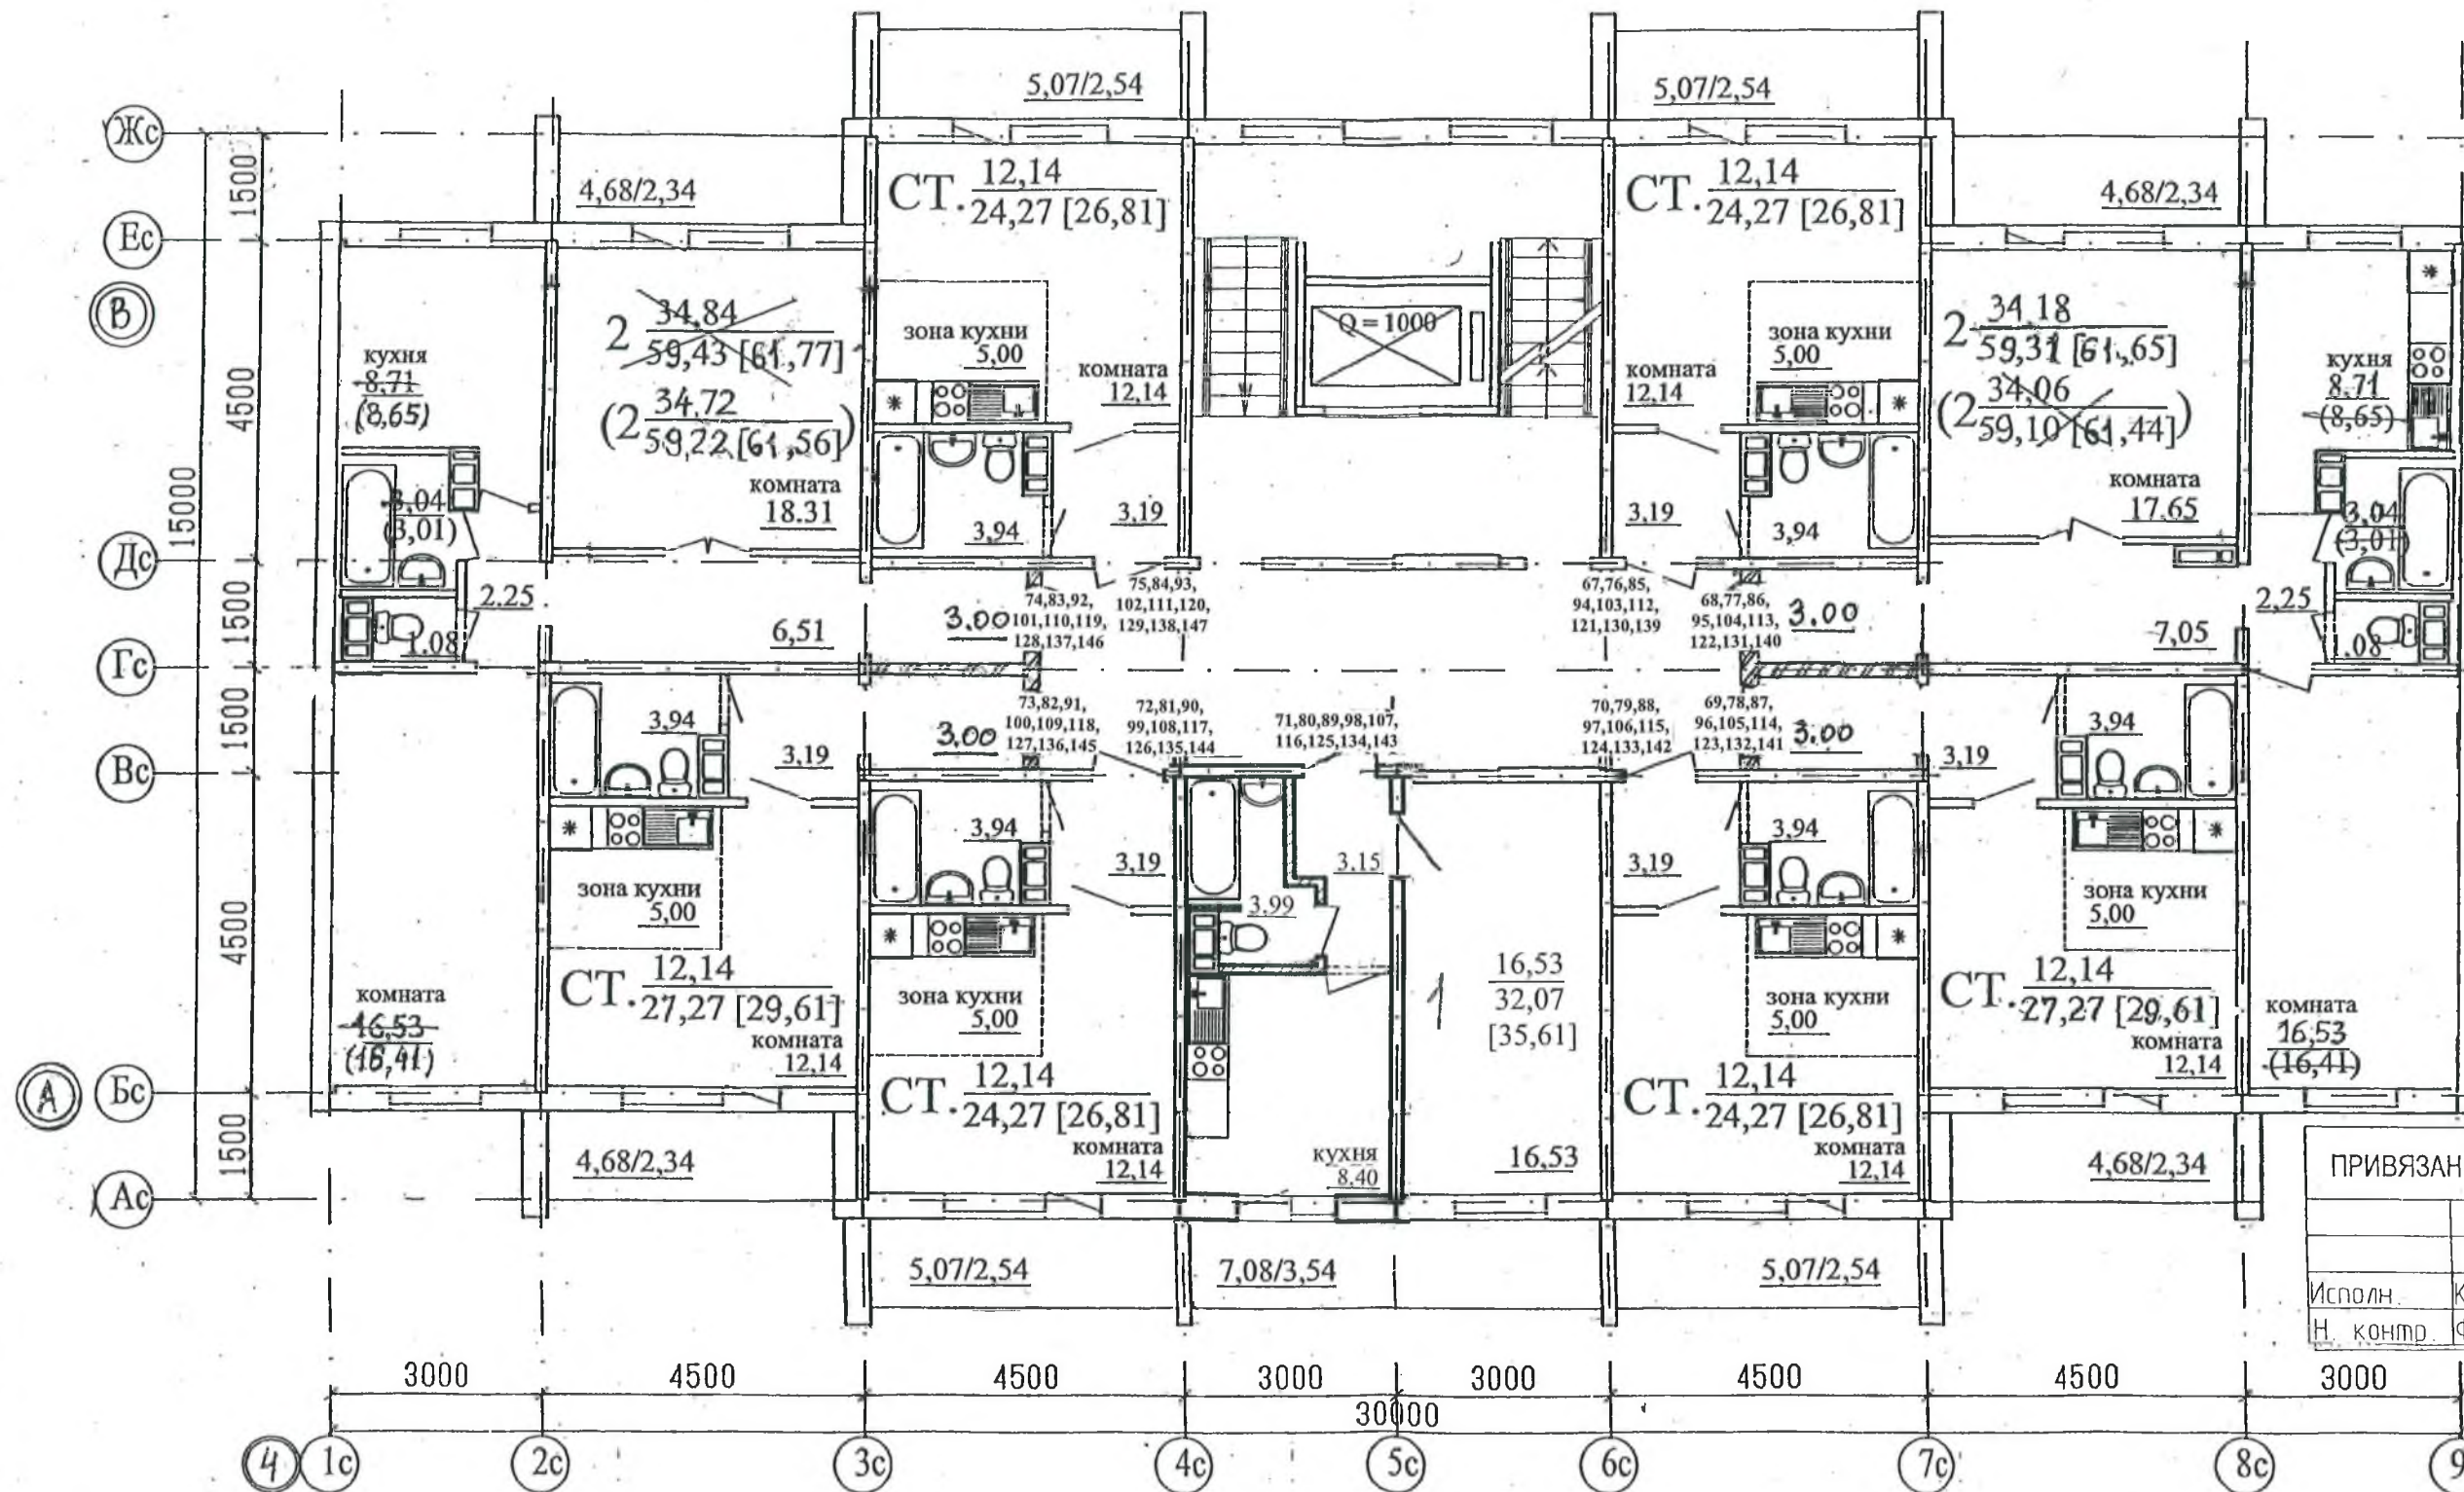 5,07/2,54
5,07/2,54
Жс
4,68/2,34
СТ. 12,14
24,27 [26,81]
СТ. 12,14
24,27 [26,81]
4,68/2,34
1500
Ес
В
2 34.84
59,43 [61,77]
(2 34,72
59,22 [61,56])
зона кухни
5,00
Q = 1000
зона кухни
5,00
2 34,18
59,31 [61,65]
(2 34,06
59,10 [61,44])
кухня
8.71
(8,65)
комната
12,14
комната
12,14
кухня
8.71
(8,65)
4500
15000
3,04
(3,01)
комната
18.31
3,94
3,19
3,19
3,94
комната
17.65
3,04
(3,01)
Дс
2.25
1.08
6,51
3.00
74,83,92,
101,110,119,
128,137,146
75,84,93,
102,111,120,
129,138,147
67,76,85,
94,103,112,
121,130,139
68,77,86,
95,104,113,
122,131,140
3.00
7,05
2,25
.08
1500
Гс
1500
3,94
3,19
3.00
73,82,91,
100,109,118,
127,136,145
72,81,90,
99,108,117,
126,135,144
71,80,89,98,107,
116,125,134,143
70,79,88,
97,106,115,
124,133,142
69,78,87,
96,105,114,
123,132,141
3.00
3,19
3,94
Вс
3,94
3,19
3.15
3,19
3,94
зона кухни
5,00
3.99
зона кухни
5,00
4500
СТ. 12,14
27,27 [29,61]
комната
12,14
зона кухни
5,00
1
16,53
32,07
[35,61]
зона кухни
5,00
СТ. 12,14
27,27 [29,61]
комната
12,14
комната
16,53
(16,41)
комната
16,53
(16,41)
А
Бс
СТ. 12,14
24,27 [26,81]
комната
12,14
СТ. 12,14
24,27 [26,81]
комната
12,14
1500
4,68/2,34
кухня
8.40
16,53
4,68/2,34
ПРИВЯЗАН
Ас
5,07/2,54
7,08/3,54
5,07/2,54
Исполн.
Н. контр.
3000
4500
4500
3000
3000
4500
4500
3000
30000
4
1с
2с
3с
4с
5с
6с
7с
8с
9